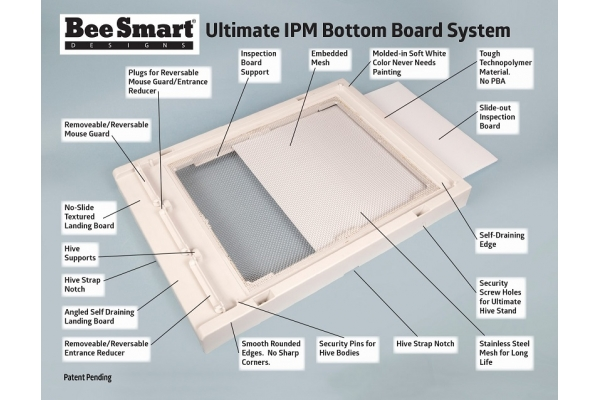 Bee Smart®
DESIGNS
Ultimate IPM Bottom Board System
Inspection
Board
Support
Embedded
Mesh
Molded-in Soft White
Color Never Needs
Painting
Tough
Technopolymer
Material.
No PBA
Plugs for Reversable
Mouse Guard/Entrance
Reducer
Slide-out
Inspection
Board
Removeable/Reversable
Mouse Guard
No-Slide
Textured
Landing Board
Self-Draining
Edge
Hive
Supports
Hive Strap
Notch
Security
Screw Holes
for Ultimate
Hive Stand
Angled Self Draining
Landing Board
Removeable/Reversable
Entrance Reducer
Smooth Rounded
Edges. No Sharp
Corners.
Security Pins for
Hive Bodies
Hive Strap Notch
Stainless Steel
Mesh for Long
Life
Patent Pending